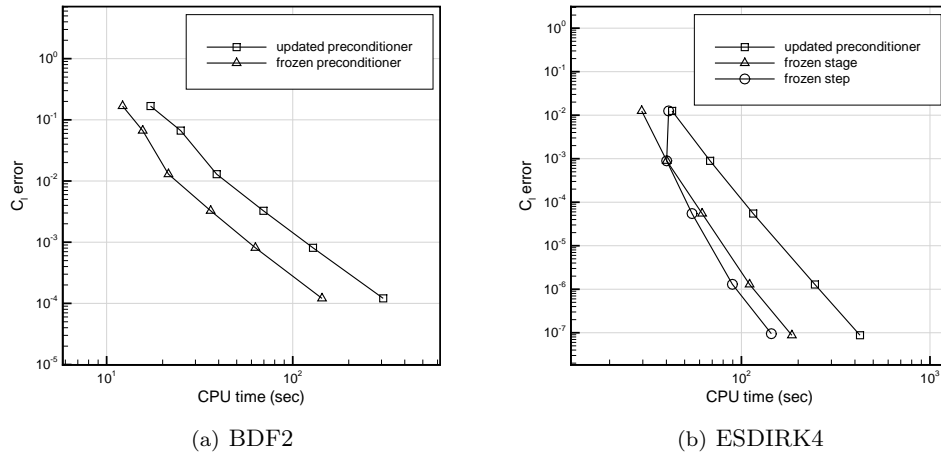 updated preconditioner
frozen preconditioner
10^0
10^-1
10^-2
10^-3
10^-4
10^-5
C_l error
10^1
10^2
CPU time (sec)
(a) BDF2
updated preconditioner
frozen stage
frozen step
10^0
10^-1
10^-2
10^-3
10^-4
10^-5
10^-6
10^-7
C_l error
10^2
10^3
CPU time (sec)
(b) ESDIRK4